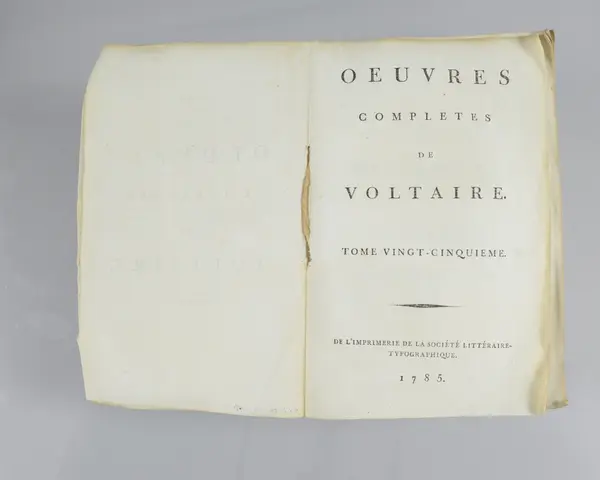 OEUVRES
COMPLETES
DE
VOLTAIRE.
TOME VINGT-CINQUIEME.
DE L'IMPRIMERIE DE LA SOCIÉTÉ LITTÉRAIRE-
TYPOGRAPHIQUE.
1785.